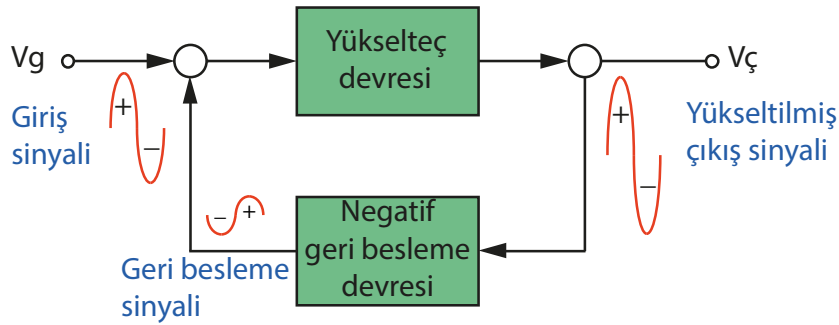 Vg
Yükselteç
devresi
Vç
Giriş
sinyali
+
−
+
−
Yükseltilmiş
çıkış sinyali
− +
Negatif
geri besleme
devresi
Geri besleme
sinyali